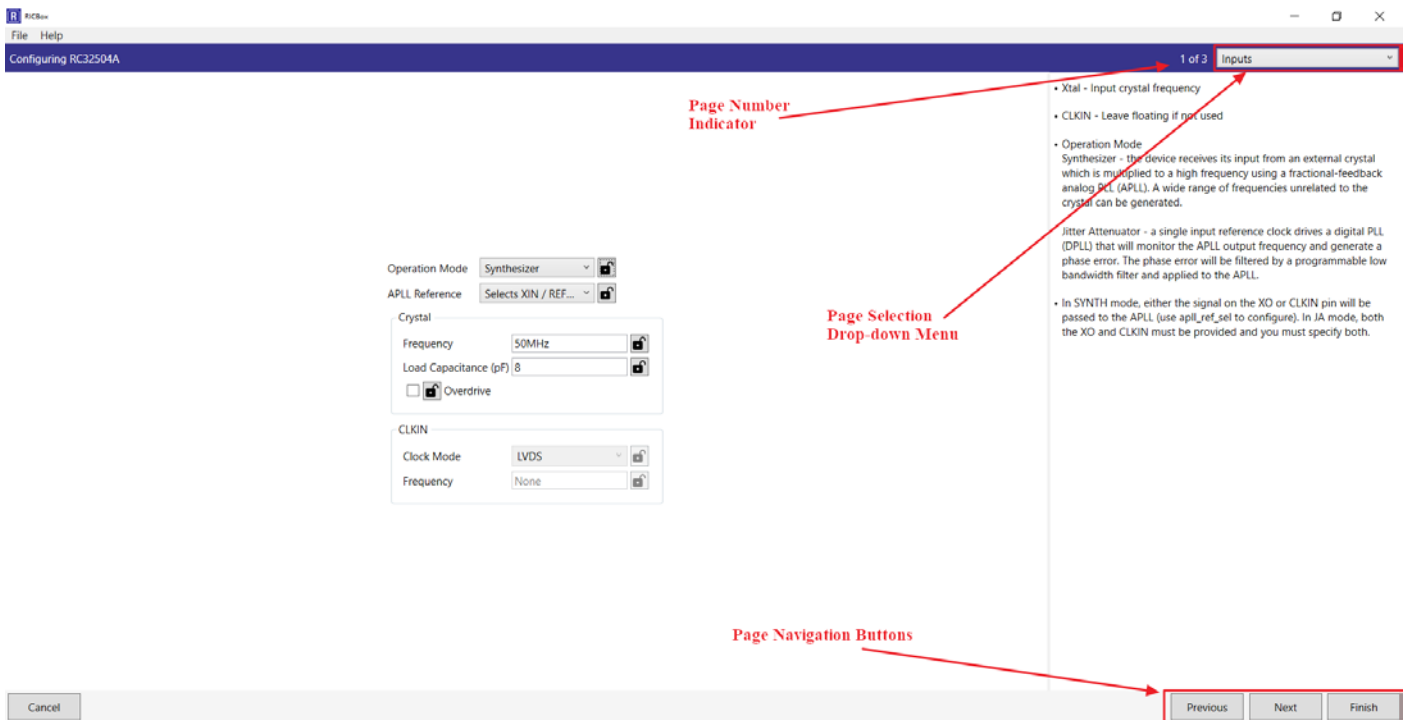 R RICBox
File Help
Configuring RC32504A
1 of 3
Inputs
Page Number
Indicator
• Xtal - Input crystal frequency
• CLKIN - Leave floating if not used
• Operation Mode
Synthesizer - the device receives its input from an external crystal
which is multiplied to a high frequency using a fractional-feedback
analog PLL (APLL). A wide range of frequencies unrelated to the
crystal can be generated.
Jitter Attenuator - a single input reference clock drives a digital PLL
(DPLL) that will monitor the APLL output frequency and generate a
phase error. The phase error will be filtered by a programmable low
bandwidth filter and applied to the APLL.
• In SYNTH mode, either the signal on the XO or CLKIN pin will be
passed to the APLL (use apll_ref_sel to configure). In JA mode, both
the XO and CLKIN must be provided and you must specify both.
Operation Mode Synthesizer
APLL Reference Selects XIN / REF...
Crystal
Frequency 50MHz
Load Capacitance (pF) 8
Overdrive
CLKIN
Clock Mode LVDS
Frequency None
Page Selection
Drop-down Menu
Page Navigation Buttons
Cancel
Previous Next Finish